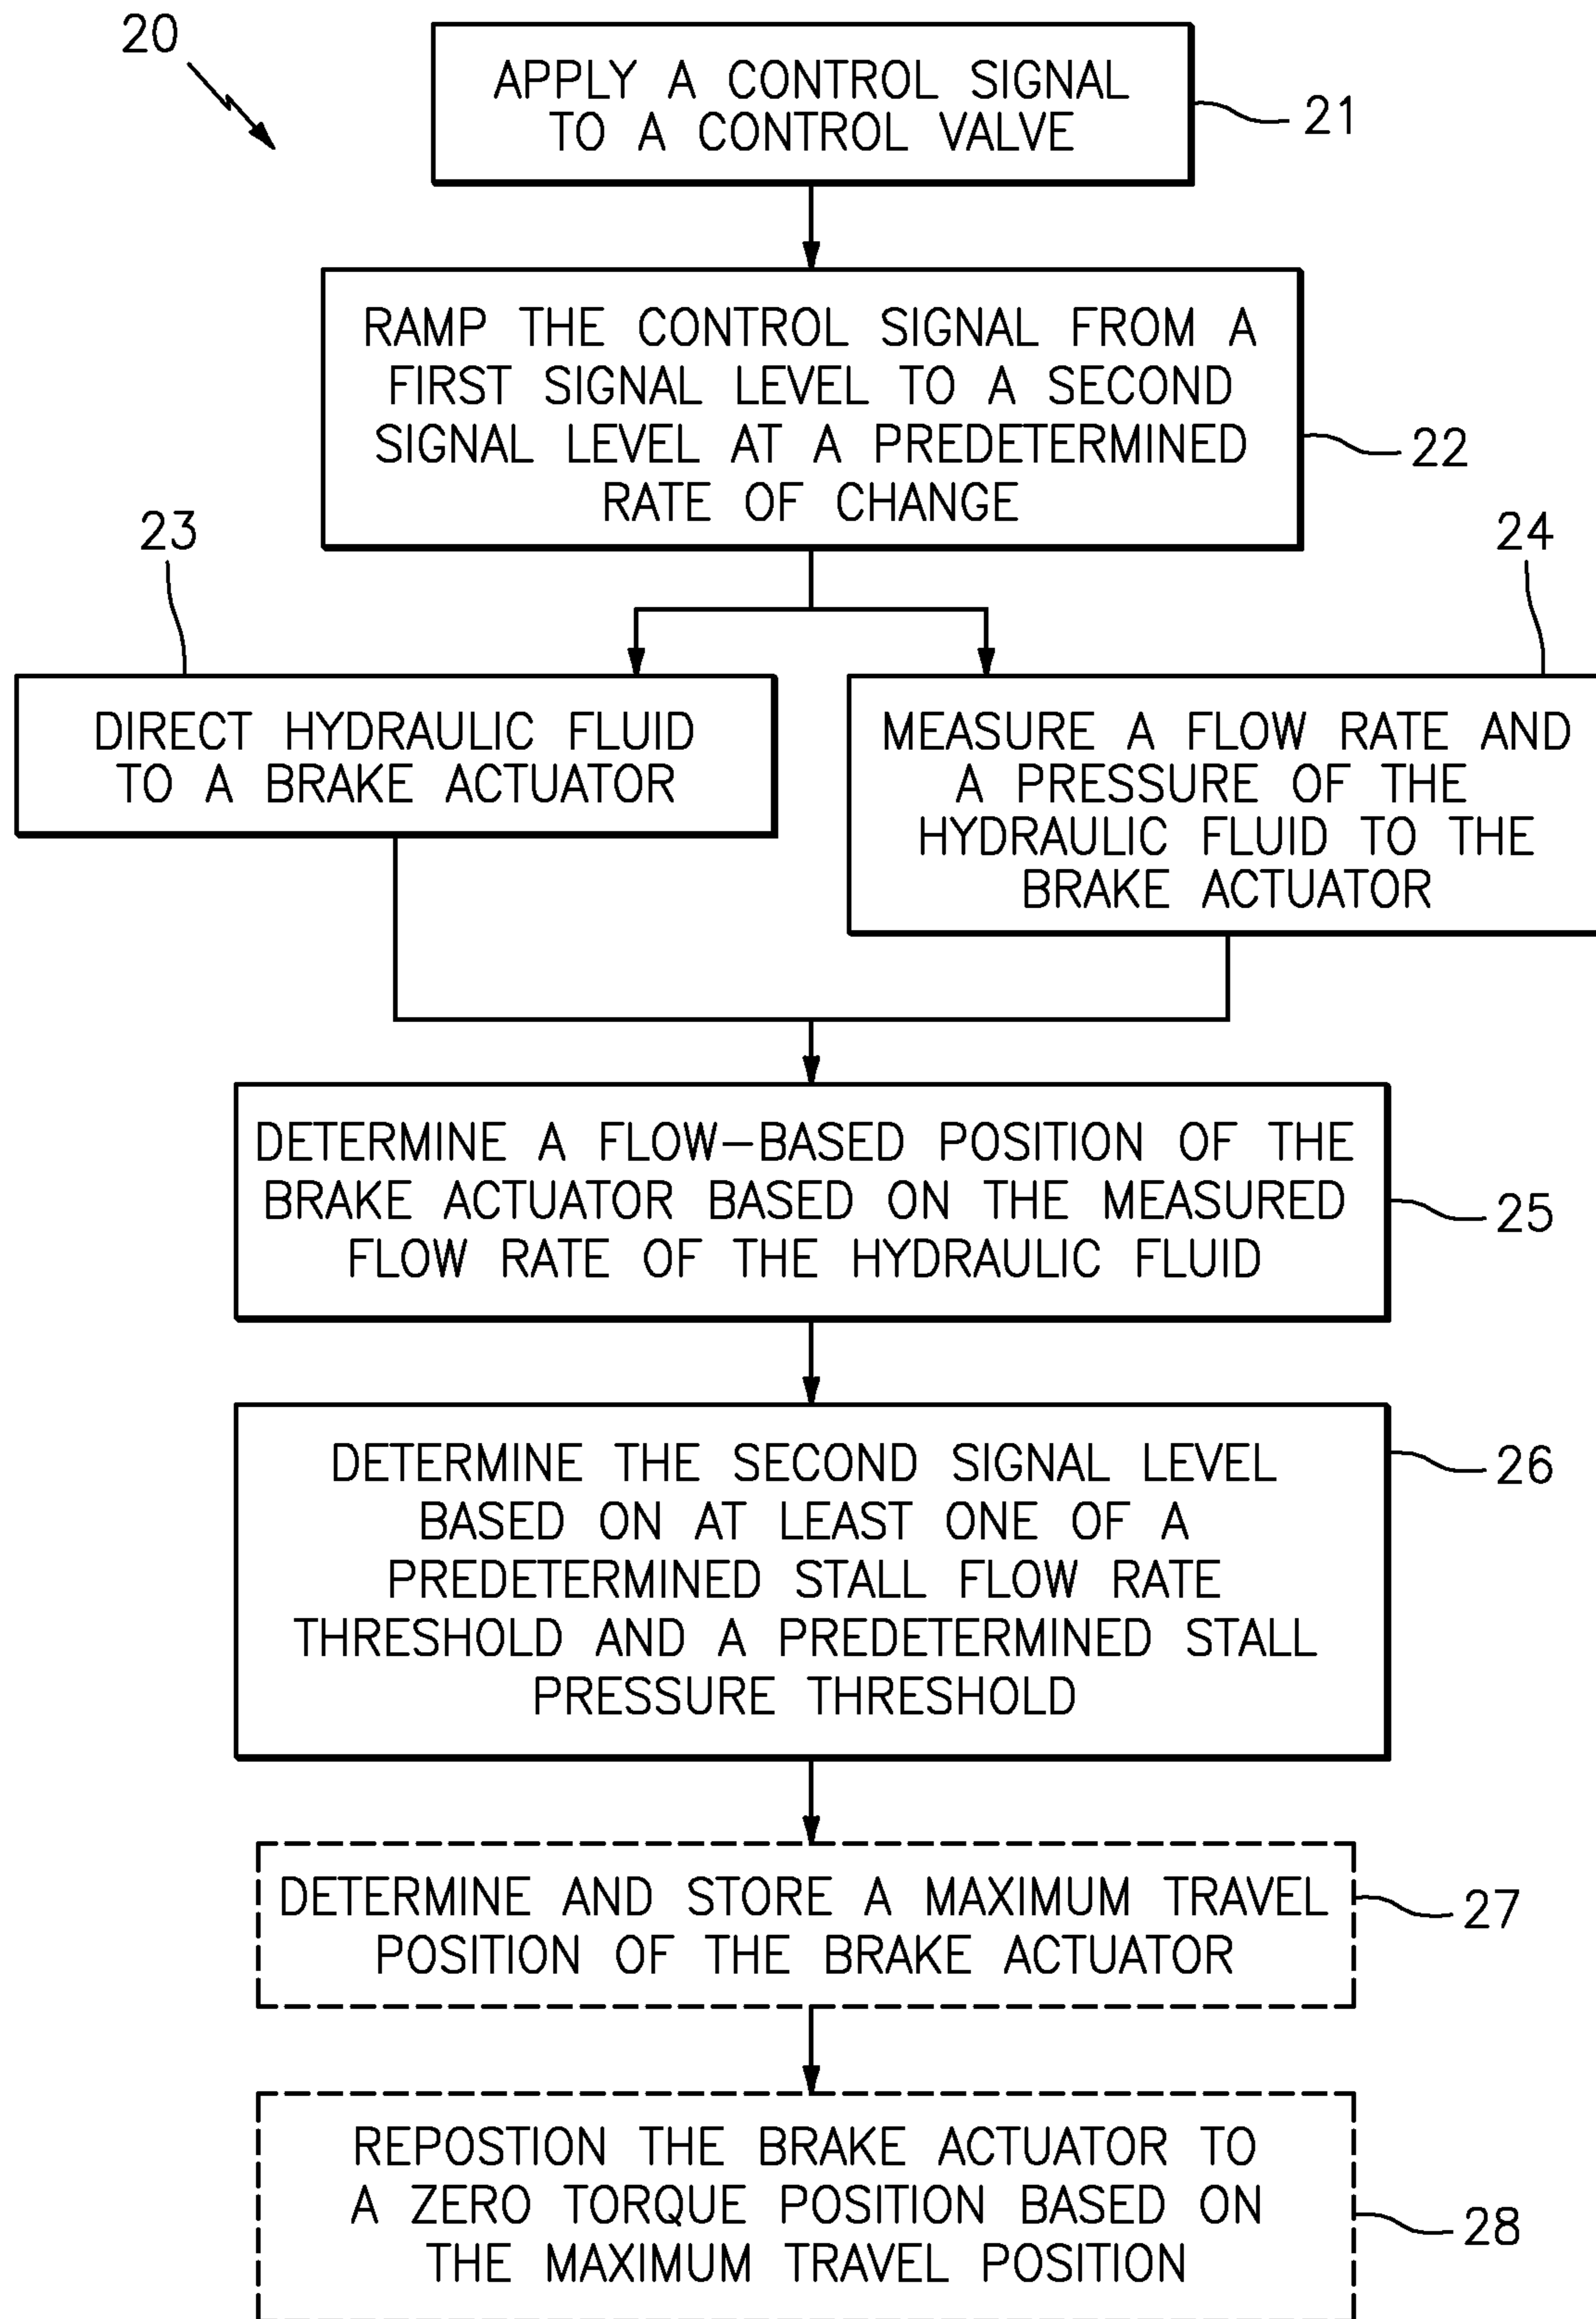 20
APPLY A CONTROL SIGNAL
TO A CONTROL VALVE
21
RAMP THE CONTROL SIGNAL FROM A
FIRST SIGNAL LEVEL TO A SECOND
SIGNAL LEVEL AT A PREDETERMINED
RATE OF CHANGE
22
23
DIRECT HYDRAULIC FLUID
TO A BRAKE ACTUATOR
24
MEASURE A FLOW RATE AND
A PRESSURE OF THE
HYDRAULIC FLUID TO THE
BRAKE ACTUATOR
DETERMINE A FLOW-BASED POSITION OF THE
BRAKE ACTUATOR BASED ON THE MEASURED
FLOW RATE OF THE HYDRAULIC FLUID
25
DETERMINE THE SECOND SIGNAL LEVEL
BASED ON AT LEAST ONE OF A
PREDETERMINED STALL FLOW RATE
THRESHOLD AND A PREDETERMINED STALL
PRESSURE THRESHOLD
26
DETERMINE AND STORE A MAXIMUM TRAVEL
POSITION OF THE BRAKE ACTUATOR
27
REPOSTION THE BRAKE ACTUATOR TO
A ZERO TORQUE POSITION BASED ON
THE MAXIMUM TRAVEL POSITION
28